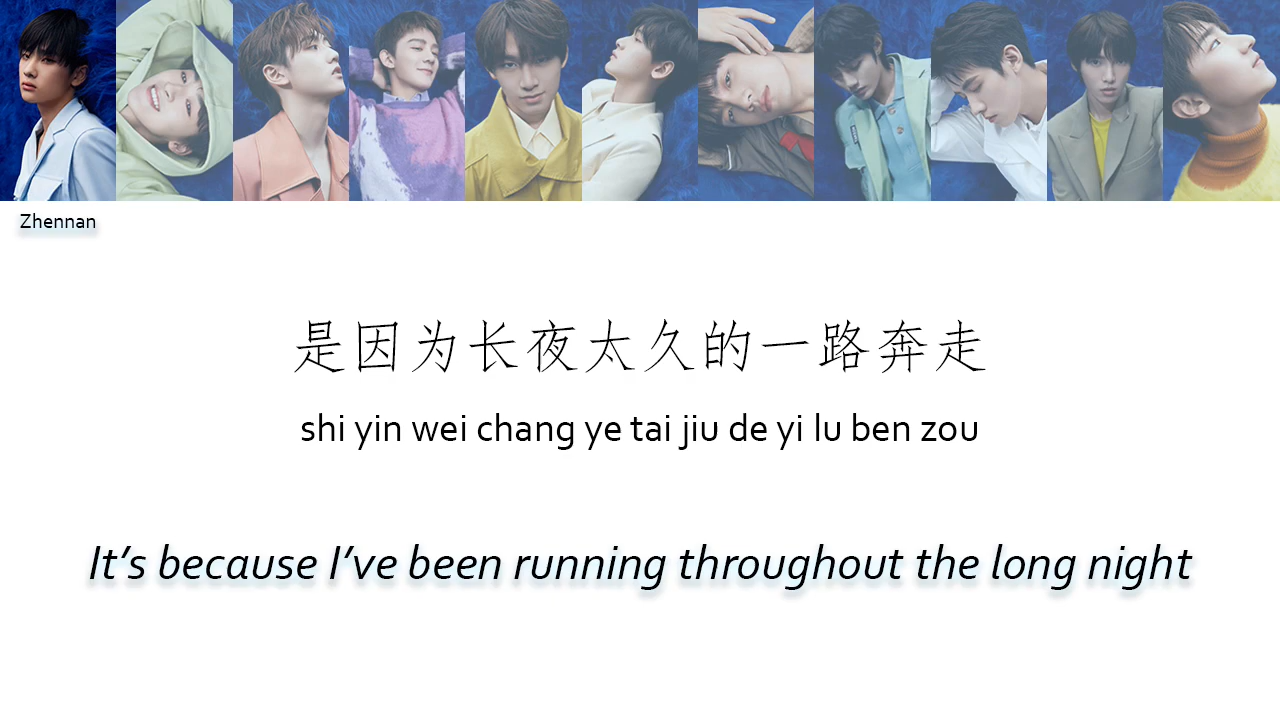 Zhennan
是因为长夜太久的一路奔走
shi yin wei chang ye tai jiu de yi lu ben zou
It’s because I’ve been running throughout the long night